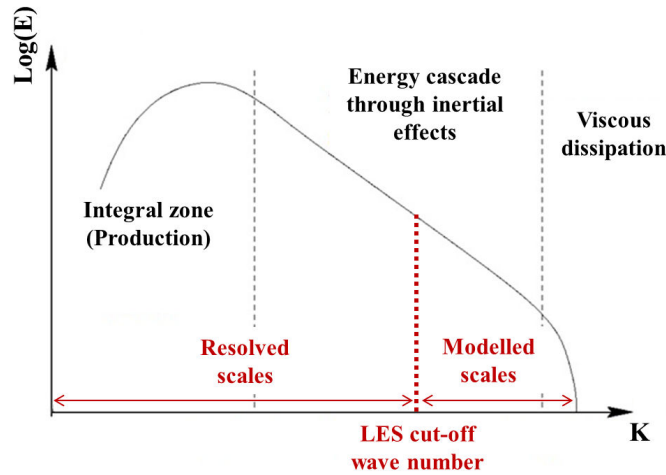 Log(E)
Energy cascade
through inertial
effects
Viscous
dissipation
Integral zone
(Production)
Resolved
scales
Modelled
scales
LES cut-off
wave number
K